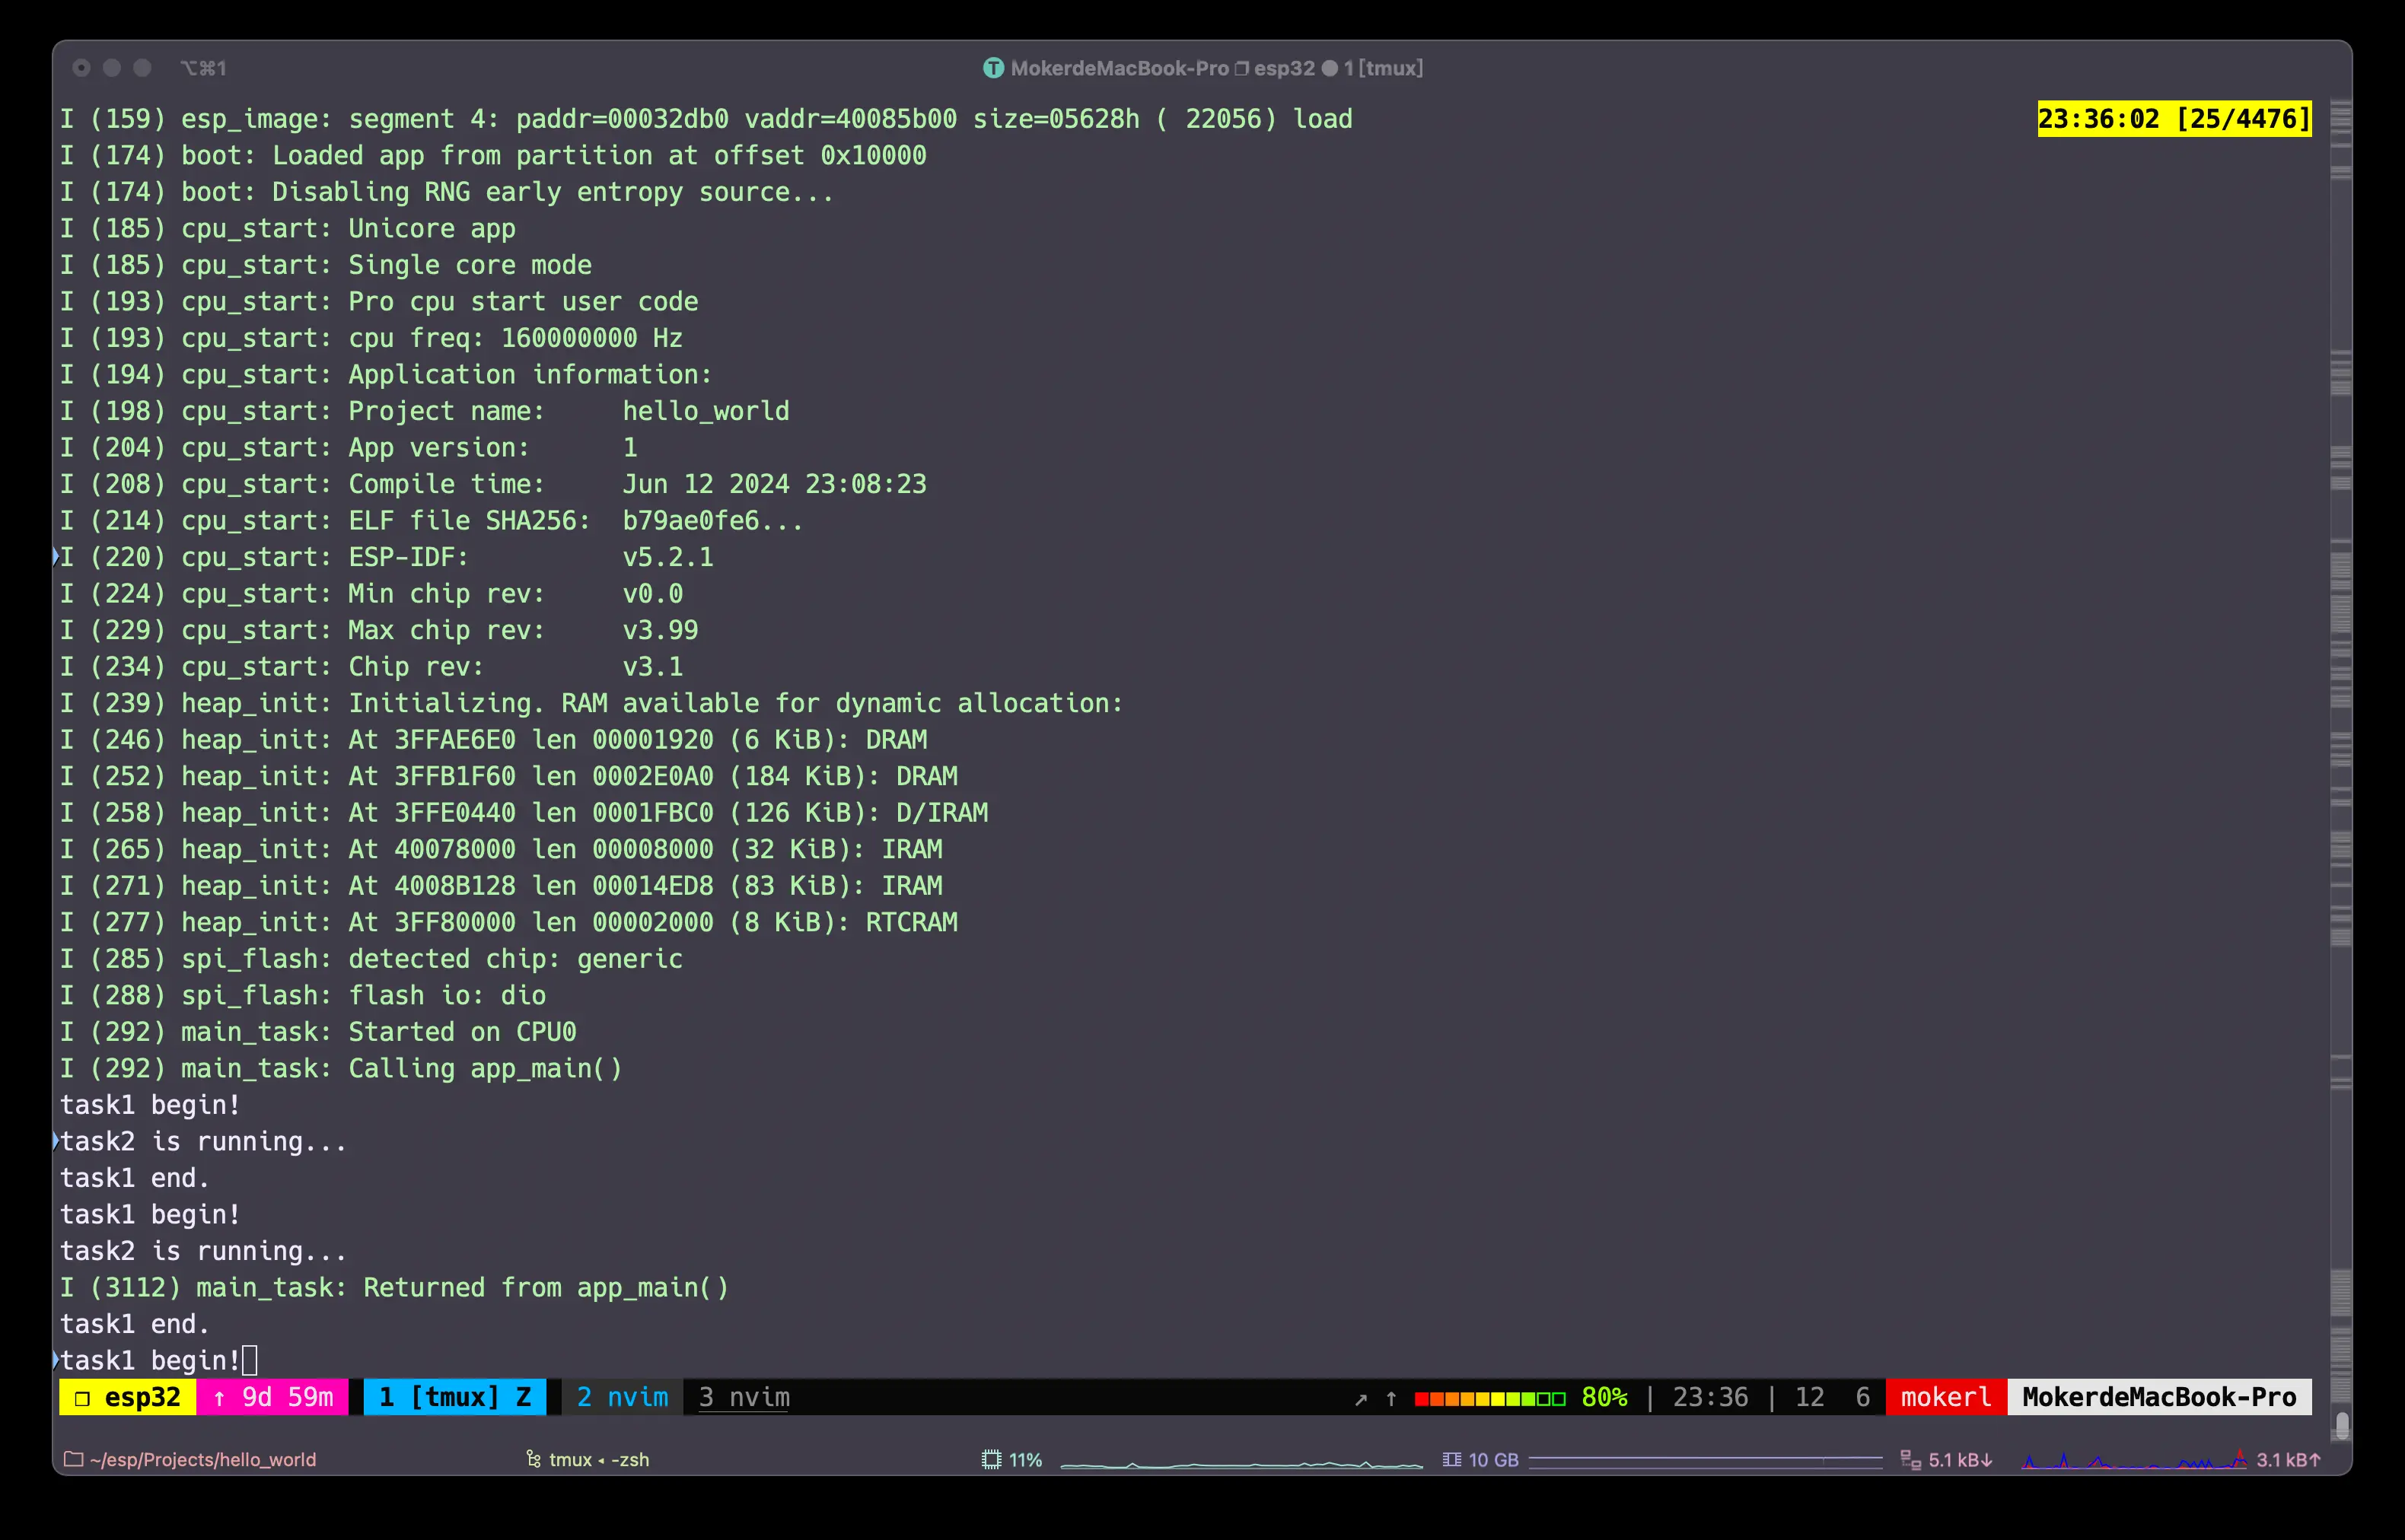 ⌥⌘1
T MokerdeMacBook-Pro ❐ esp32 ● 1 [tmux]
I (159) esp_image: segment 4: paddr=00032db0 vaddr=40085b00 size=05628h ( 22056) load
23:36:02 [25/4476]
I (174) boot: Loaded app from partition at offset 0x10000
I (174) boot: Disabling RNG early entropy source...
I (185) cpu_start: Unicore app
I (185) cpu_start: Single core mode
I (193) cpu_start: Pro cpu start user code
I (193) cpu_start: cpu freq: 160000000 Hz
I (194) cpu_start: Application information:
I (198) cpu_start: Project name:     hello_world
I (204) cpu_start: App version:      1
I (208) cpu_start: Compile time:     Jun 12 2024 23:08:23
I (214) cpu_start: ELF file SHA256:  b79ae0fe6...
I (220) cpu_start: ESP-IDF:          v5.2.1
I (224) cpu_start: Min chip rev:     v0.0
I (229) cpu_start: Max chip rev:     v3.99
I (234) cpu_start: Chip rev:         v3.1
I (239) heap_init: Initializing. RAM available for dynamic allocation:
I (246) heap_init: At 3FFAE6E0 len 00001920 (6 KiB): DRAM
I (252) heap_init: At 3FFB1F60 len 0002E0A0 (184 KiB): DRAM
I (258) heap_init: At 3FFE0440 len 0001FBC0 (126 KiB): D/IRAM
I (265) heap_init: At 40078000 len 00008000 (32 KiB): IRAM
I (271) heap_init: At 4008B128 len 00014ED8 (83 KiB): IRAM
I (277) heap_init: At 3FF80000 len 00002000 (8 KiB): RTCRAM
I (285) spi_flash: detected chip: generic
I (288) spi_flash: flash io: dio
I (292) main_task: Started on CPU0
I (292) main_task: Calling app_main()
task1 begin!
task2 is running...
task1 end.
task1 begin!
task2 is running...
I (3112) main_task: Returned from app_main()
task1 end.
task1 begin!
❐ esp32 ↑ 9d 59m 1 [tmux] Z 2 nvim 3 nvim ↗ ↑ 80% | 23:36 | 12 6 mokerl MokerdeMacBook-Pro
~/esp/Projects/hello_world tmux ◂ -zsh 11% 10 GB 5.1 kB↓ 3.1 kB↑